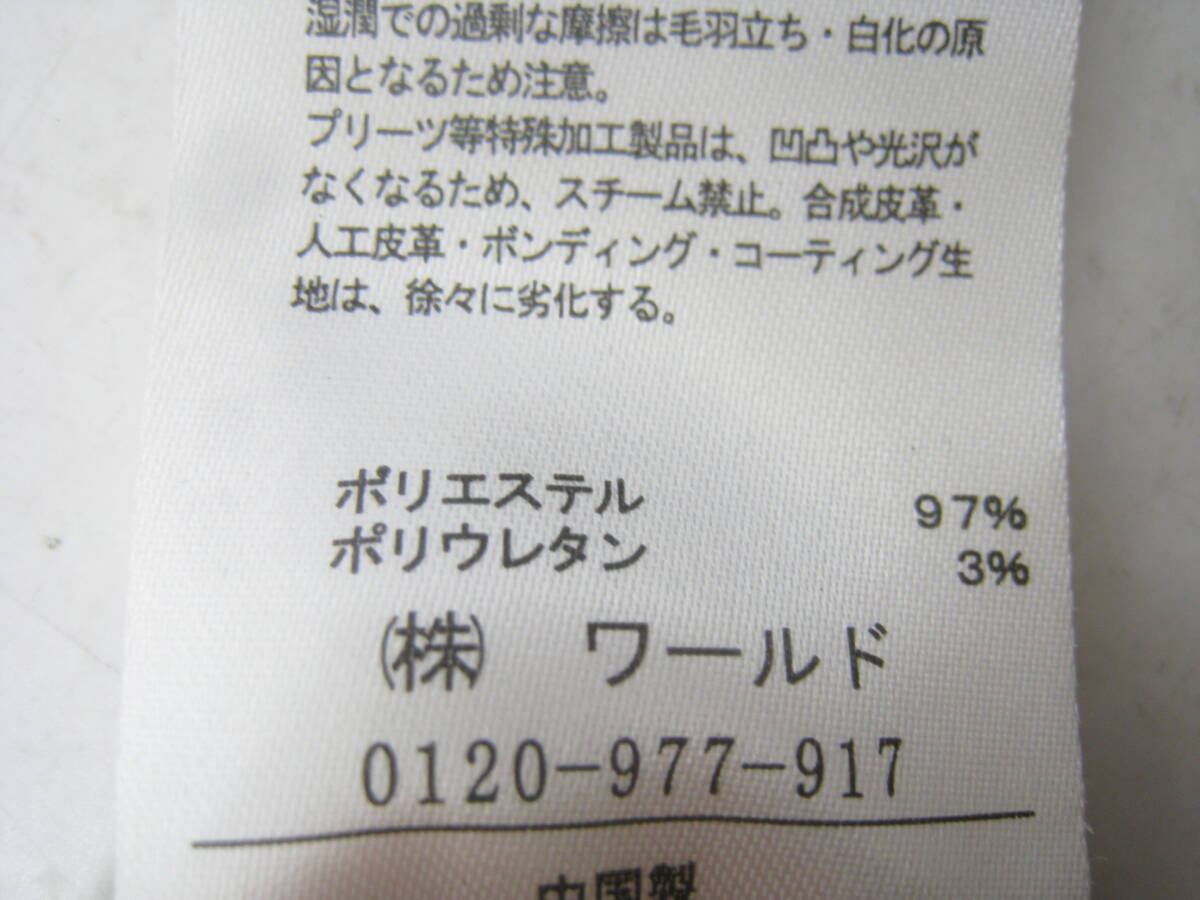 湿潤での過剰な摩擦は毛羽立ち・白化の原
因となるため注意。
プリーツ等特殊加工製品は、凹凸や光沢が
なくなるため、スチーム禁止。合成皮革・
人工皮革・ボンディング・コーティング生
地は、徐々に劣化する。
ポリエステル 97%
ポリウレタン 3%
㈱ ワールド
0120-977-917
中国製